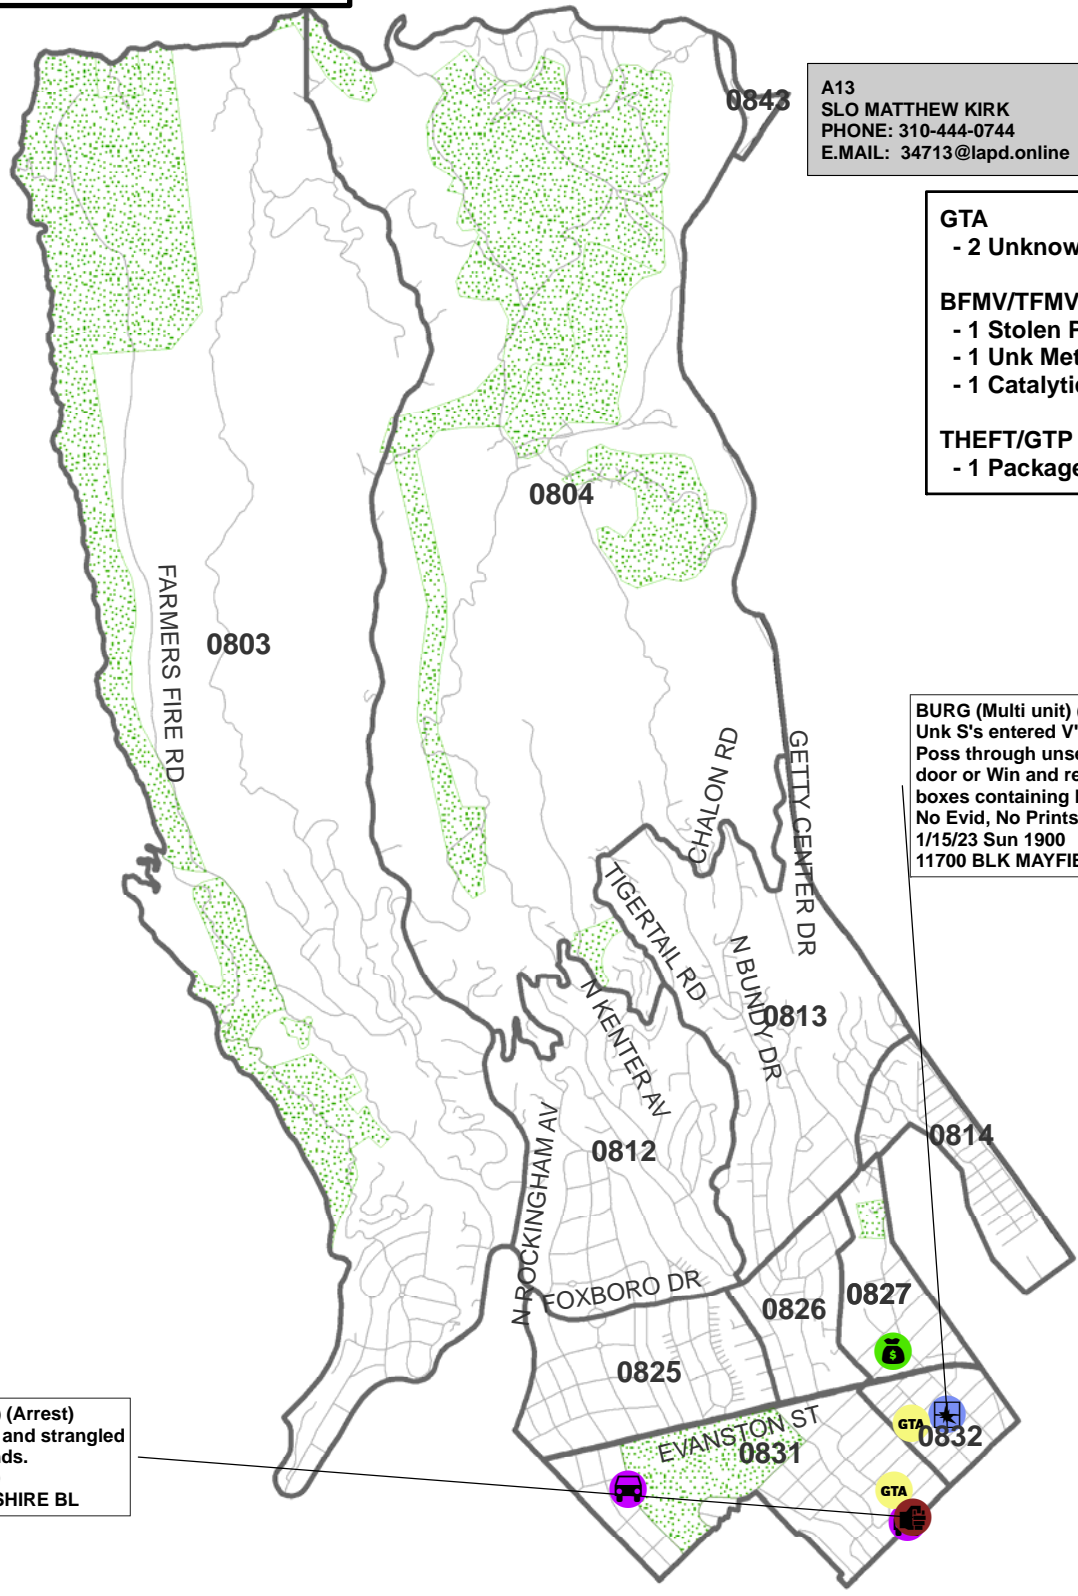 0843
A13
SLO MATTHEW KIRK
PHONE: 310-444-0744
E.MAIL: 34713@lapd.online
GTA
- 2
BFMV/TFMV
- 1 Stolen
- 1 Unk
- 1
THEFT/GTP
- 1 Package
0804
FARMERS FIRE RD
0803
BURG (Multi unit)
Unk S's entered
Poss through
door or Win and
boxes containing
No Evid, No Prints
1/15/23 Sun 1900
11700 BLK
CHALON RD
GETTY CENTER DR
TIGERTAIL RD
N BUNDY DR
0813
N KENTER AV
0814
0812
N ROCKINGHAM AV
FOXBORO DR
0826
0827
$
0825
(Arrest)
and strangled
BL
EVANSTON ST
0831
GTA
0832
GTA